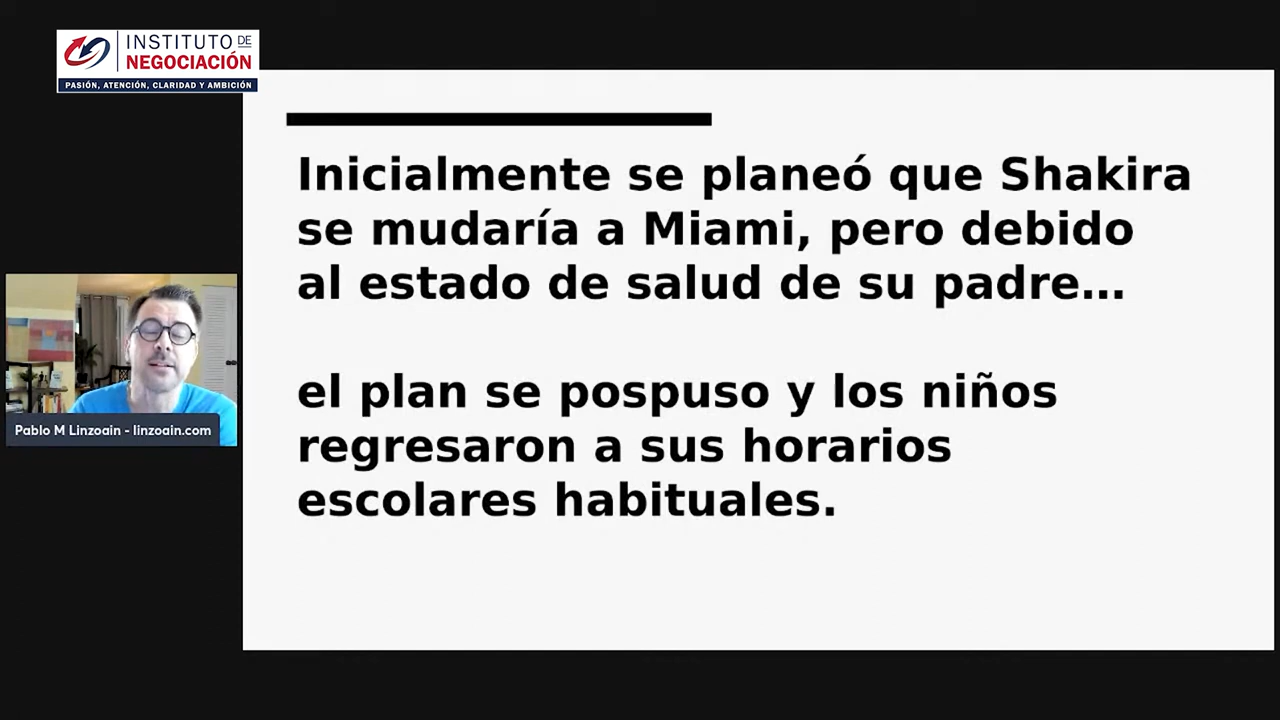 INSTITUTO DE
NEGOCIACIÓN
PASIÓN, ATENCIÓN, CLARIDAD Y AMBICIÓN
Inicialmente se planeó que Shakira
se mudaría a Miami, pero debido
al estado de salud de su padre...
el plan se pospuso y los niños
regresaron a sus horarios
escolares habituales.
Pablo M Linzoain - linzoain.com